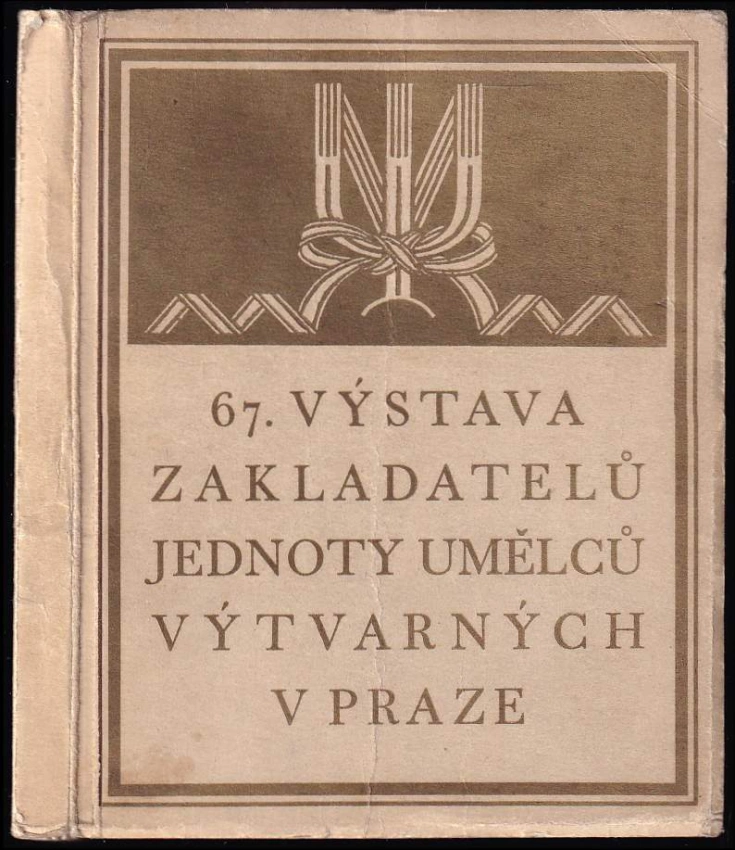 67. VÝSTAVA
ZAKLADATELŮ
JEDNOTY UMĚLCŮ
VÝTVARNÝCH
V PRAZE